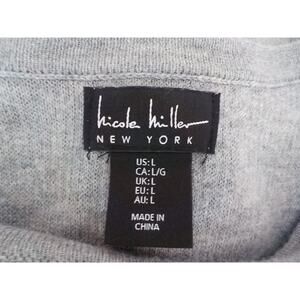 nicole miller
NEW YORK
US: L
CA: L/G
UK: L
EU: L
AU: L
MADE IN
CHINA